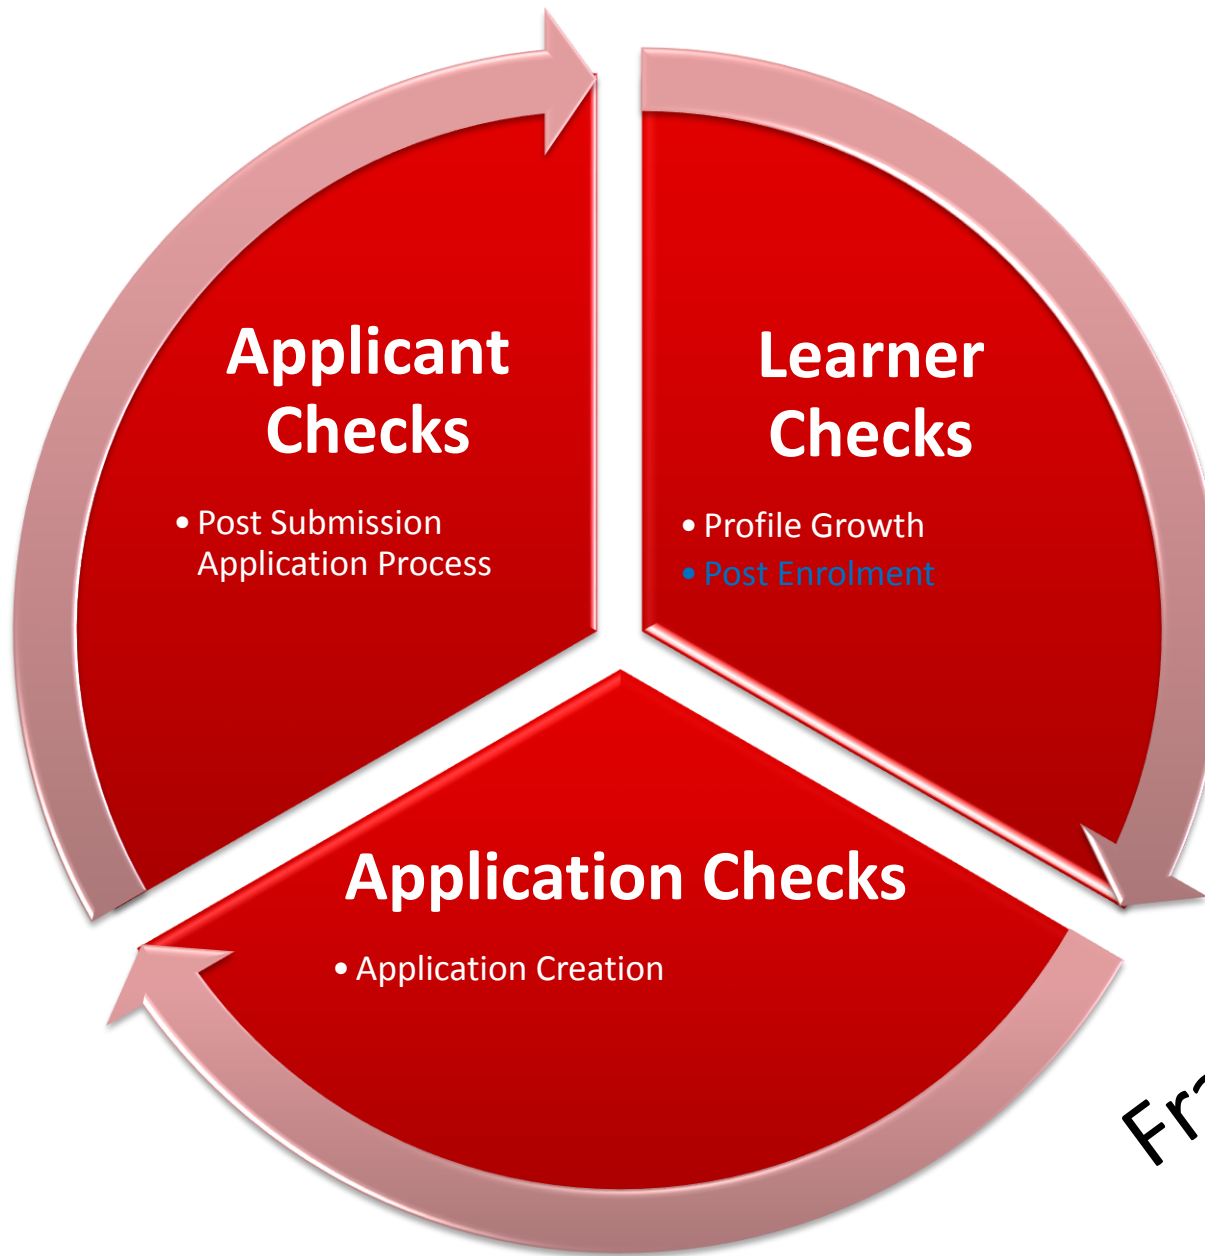 Applicant
Checks
• Post Submission
Application Process
Learner
Checks
• Profile Growth
• Post Enrolment
Application Checks
• Application Creation